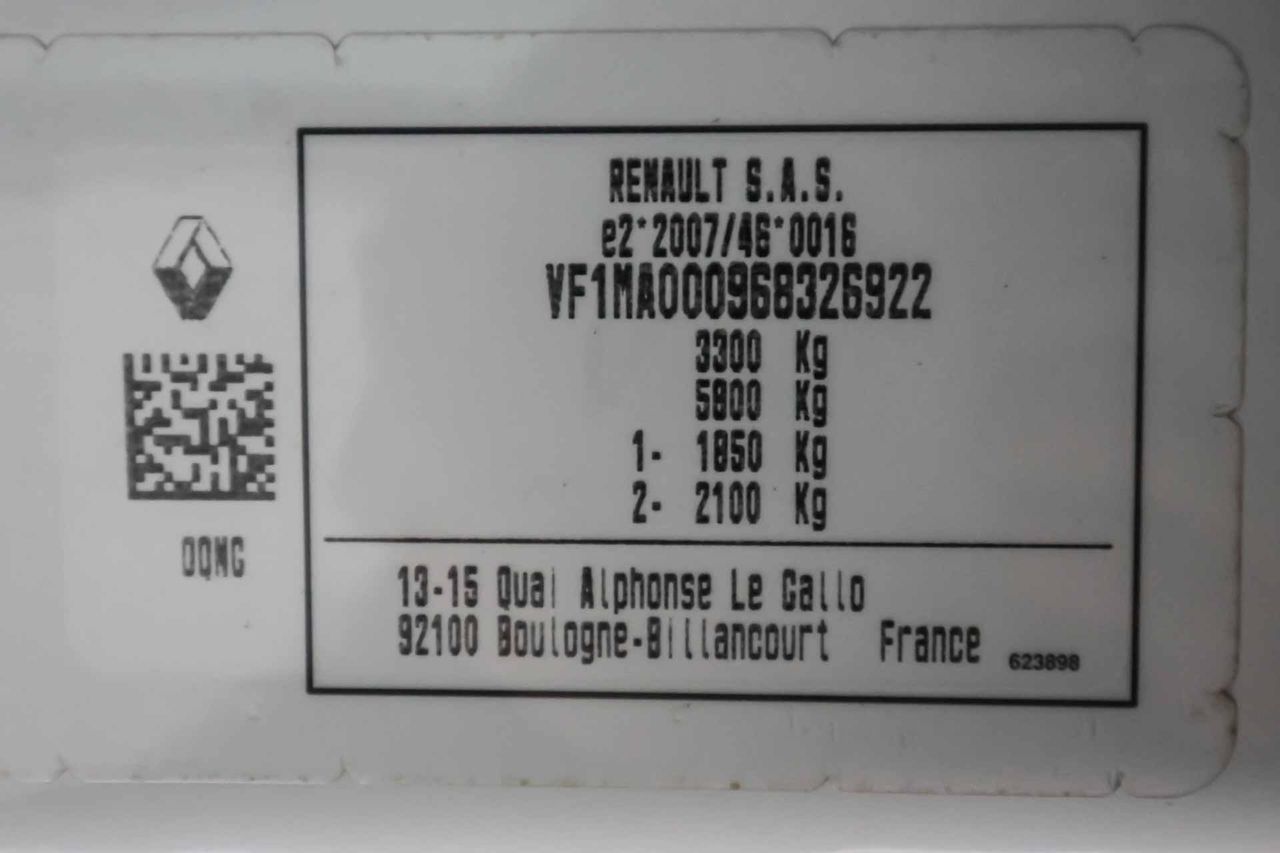 RENAULT S.A.S.
e2*2007/46*0016
VF1MA000968326922
3300 Kg
5800 Kg
1- 1850 Kg
2- 2100 Kg
0QNG
13-15 Quai Alphonse Le Gallo
92100 Boulogne-Billancourt France
623898